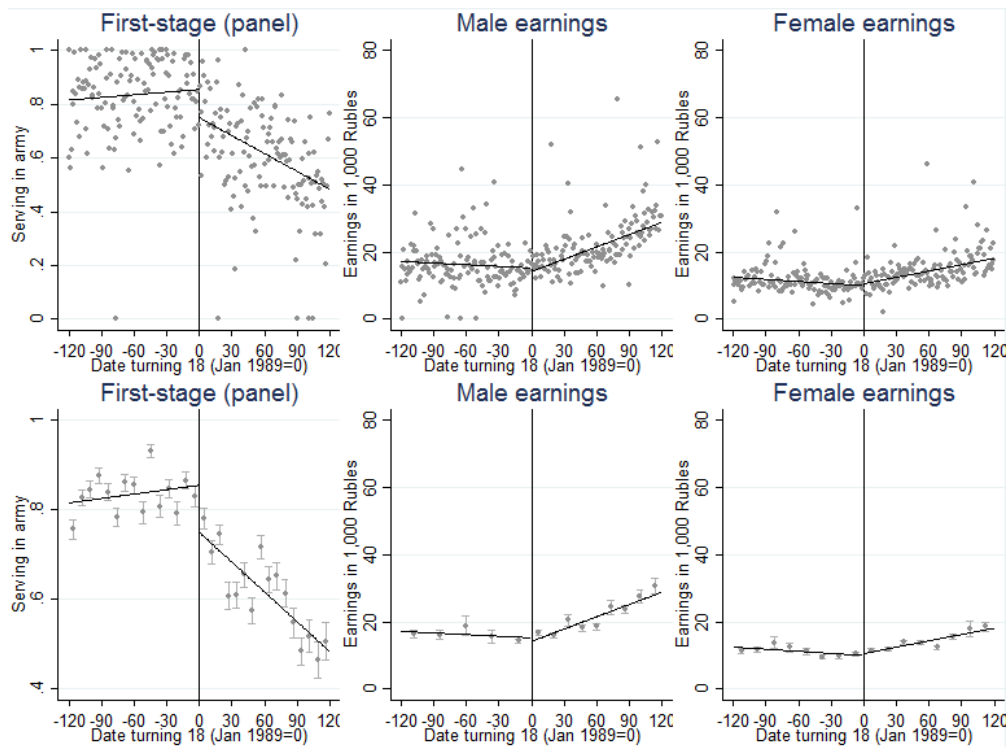 First-stage (panel)
Serving in army
1
.8
.6
.4
.2
0
-120 -90 -60 -30 0 30 60 90 120
Date turning 18 (Jan 1989=0)
Male earnings
Earnings in 1,000 Rubles
80
60
40
20
0
-120 -90 -60 -30 0 30 60 90 120
Date turning 18 (Jan 1989=0)
Female earnings
Earnings in 1,000 Rubles
80
60
40
20
0
-120 -90 -60 -30 0 30 60 90 120
Date turning 18 (Jan 1989=0)
First-stage (panel)
Serving in army
1
.8
.6
.4
-120 -90 -60 -30 0 30 60 90 120
Date turning 18 (Jan 1989=0)
Male earnings
Earnings in 1,000 Rubles
80
60
40
20
0
-120 -90 -60 -30 0 30 60 90 120
Date turning 18 (Jan 1989=0)
Female earnings
Earnings in 1,000 Rubles
80
60
40
20
0
-120 -90 -60 -30 0 30 60 90 120
Date turning 18 (Jan 1989=0)